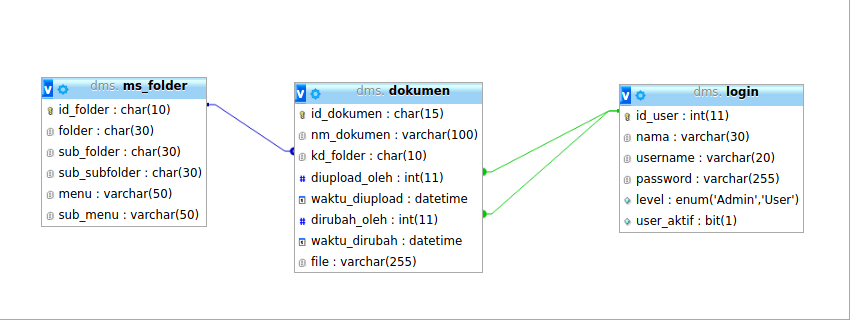 v dms. ms_folder
id_folder : char(10)
folder : char(30)
sub_folder : char(30)
sub_subfolder : char(30)
menu : varchar(50)
sub_menu : varchar(50)
v dms. dokumen
id_dokumen : char(15)
nm_dokumen : varchar(100)
kd_folder : char(10)
# diupload_oleh : int(11)
waktu_diupload : datetime
# dirubah_oleh : int(11)
waktu_dirubah : datetime
file : varchar(255)
v dms. login
id_user : int(11)
nama : varchar(30)
username : varchar(20)
password : varchar(255)
level : enum('Admin','User')
user_aktif : bit(1)